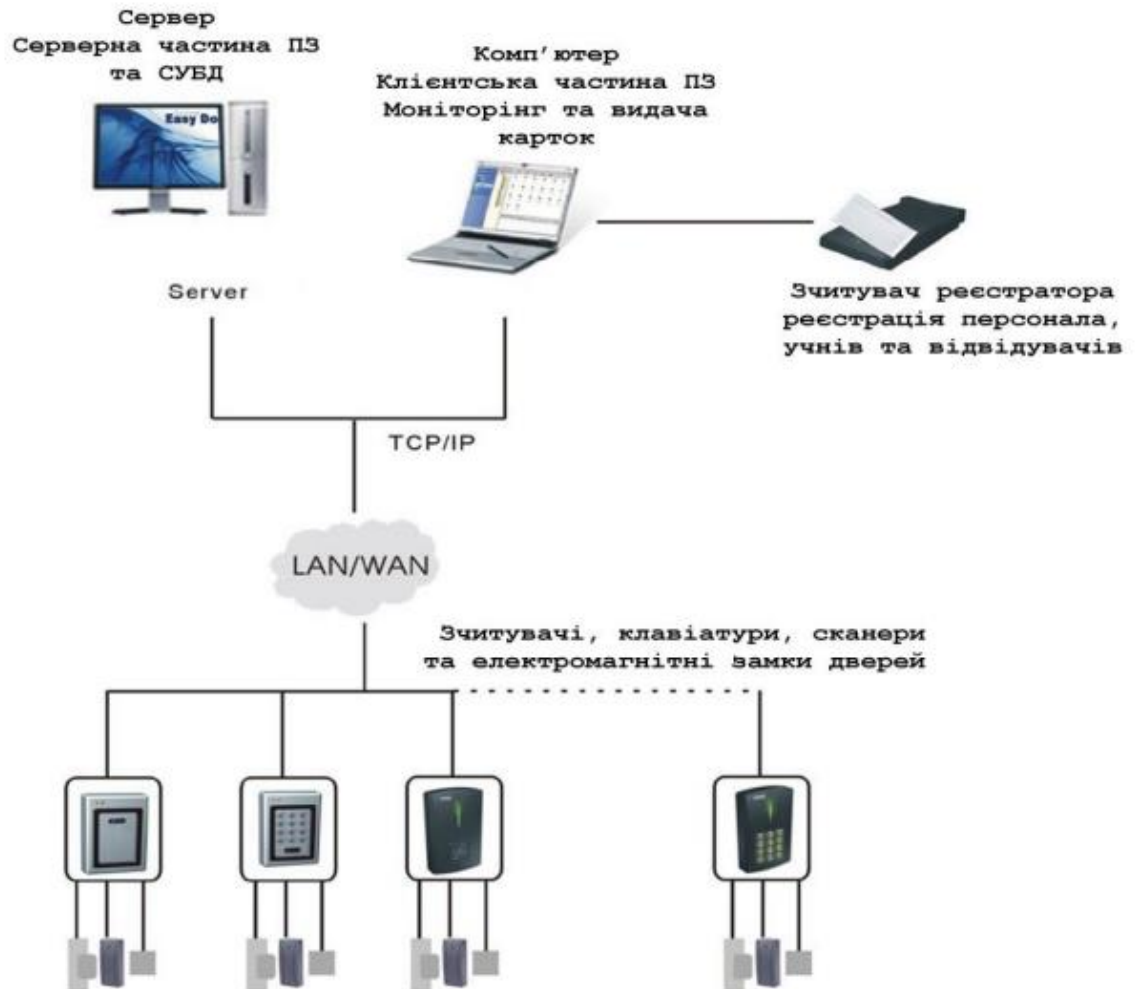 Сервер
Серверна частина ПЗ
та СУБД
Комп’ютер
Клієнтська частина ПЗ
Моніторінг та видача
карток
Easy Do
Server
Зчитувач реєстратора
реєстрація персонала,
учнів та відвідувачів
TCP/IP
LAN/WAN
Зчитувачі, клавіатури, сканери
та електромагнітні замки дверей